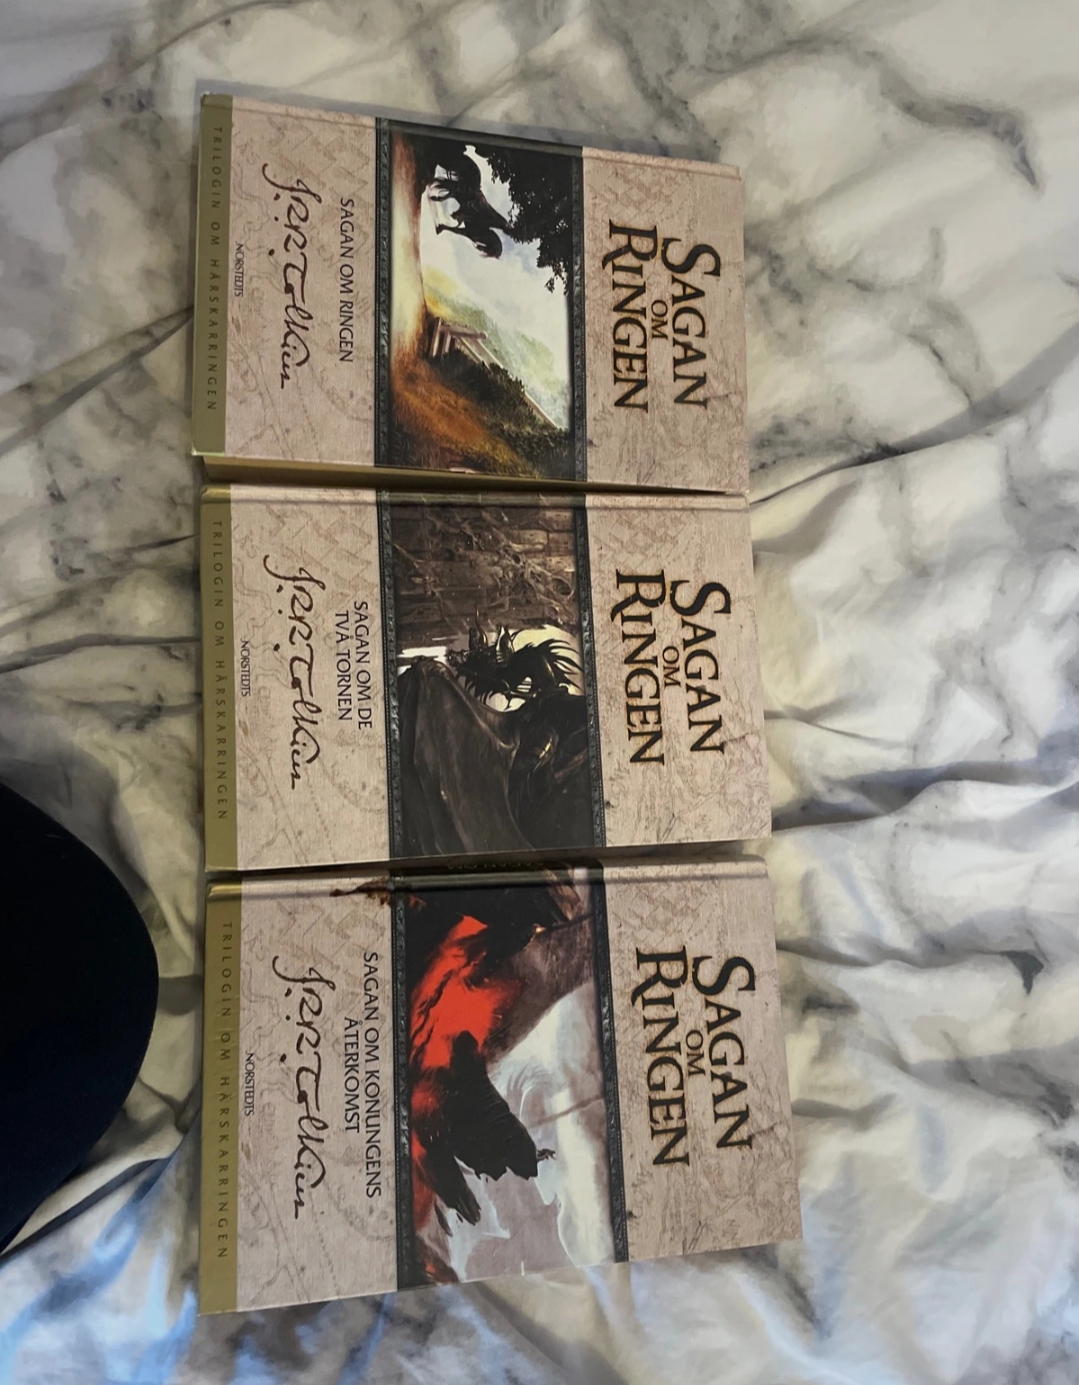 SAGAN
OM
RINGEN
SAGAN OM RINGEN
J.R.R. Tolkien
NORSTEDTS
TRILOGIN OM HÄRSKARRINGEN
SAGAN
OM
RINGEN
SAGAN OM DE
TVÅ TORNEN
J.R.R. Tolkien
NORSTEDTS
TRILOGIN OM HÄRSKARRINGEN
SAGAN
OM
RINGEN
SAGAN OM KONUNGENS
ÅTERKOMST
J.R.R. Tolkien
NORSTEDTS
TRILOGIN OM HÄRSKARRINGEN